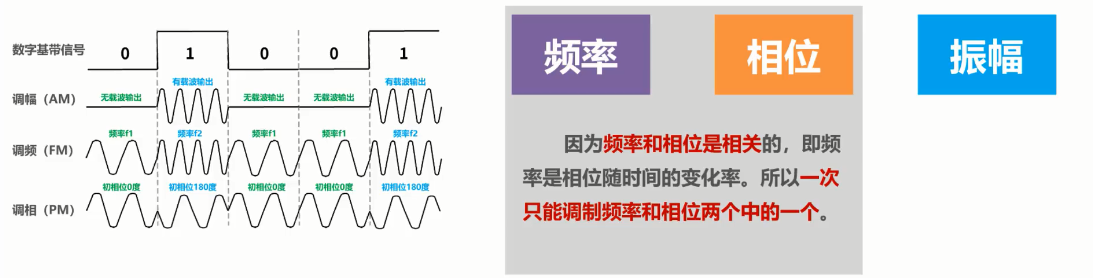 数字基带信号 0 1 0 0 1
有载波输出 有载波输出
调幅（AM） 无载波输出 无载波输出 无载波输出
频率f1 频率f2 频率f1 频率f1 频率f2
调频（FM）
初相位0度 初相位180度 初相位0度 初相位0度 初相位180度
调相（PM）
频率 相位 振幅
因为频率和相位是相关的，即频
率是相位随时间的变化率。所以一次
只能调制频率和相位两个中的一个。